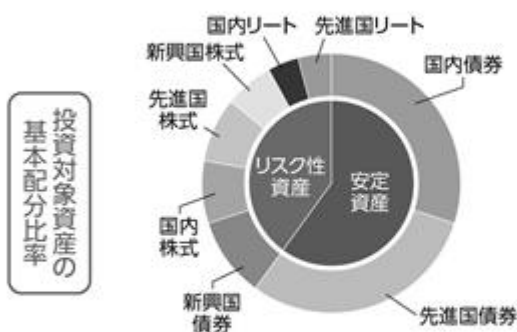 投資対象資産の
基本配分比率
国内リート
先進国リート
新興国株式
国内債券
先進国
株式
リスク性
資産
安定
資産
国内
株式
新興国
債券
先進国債券